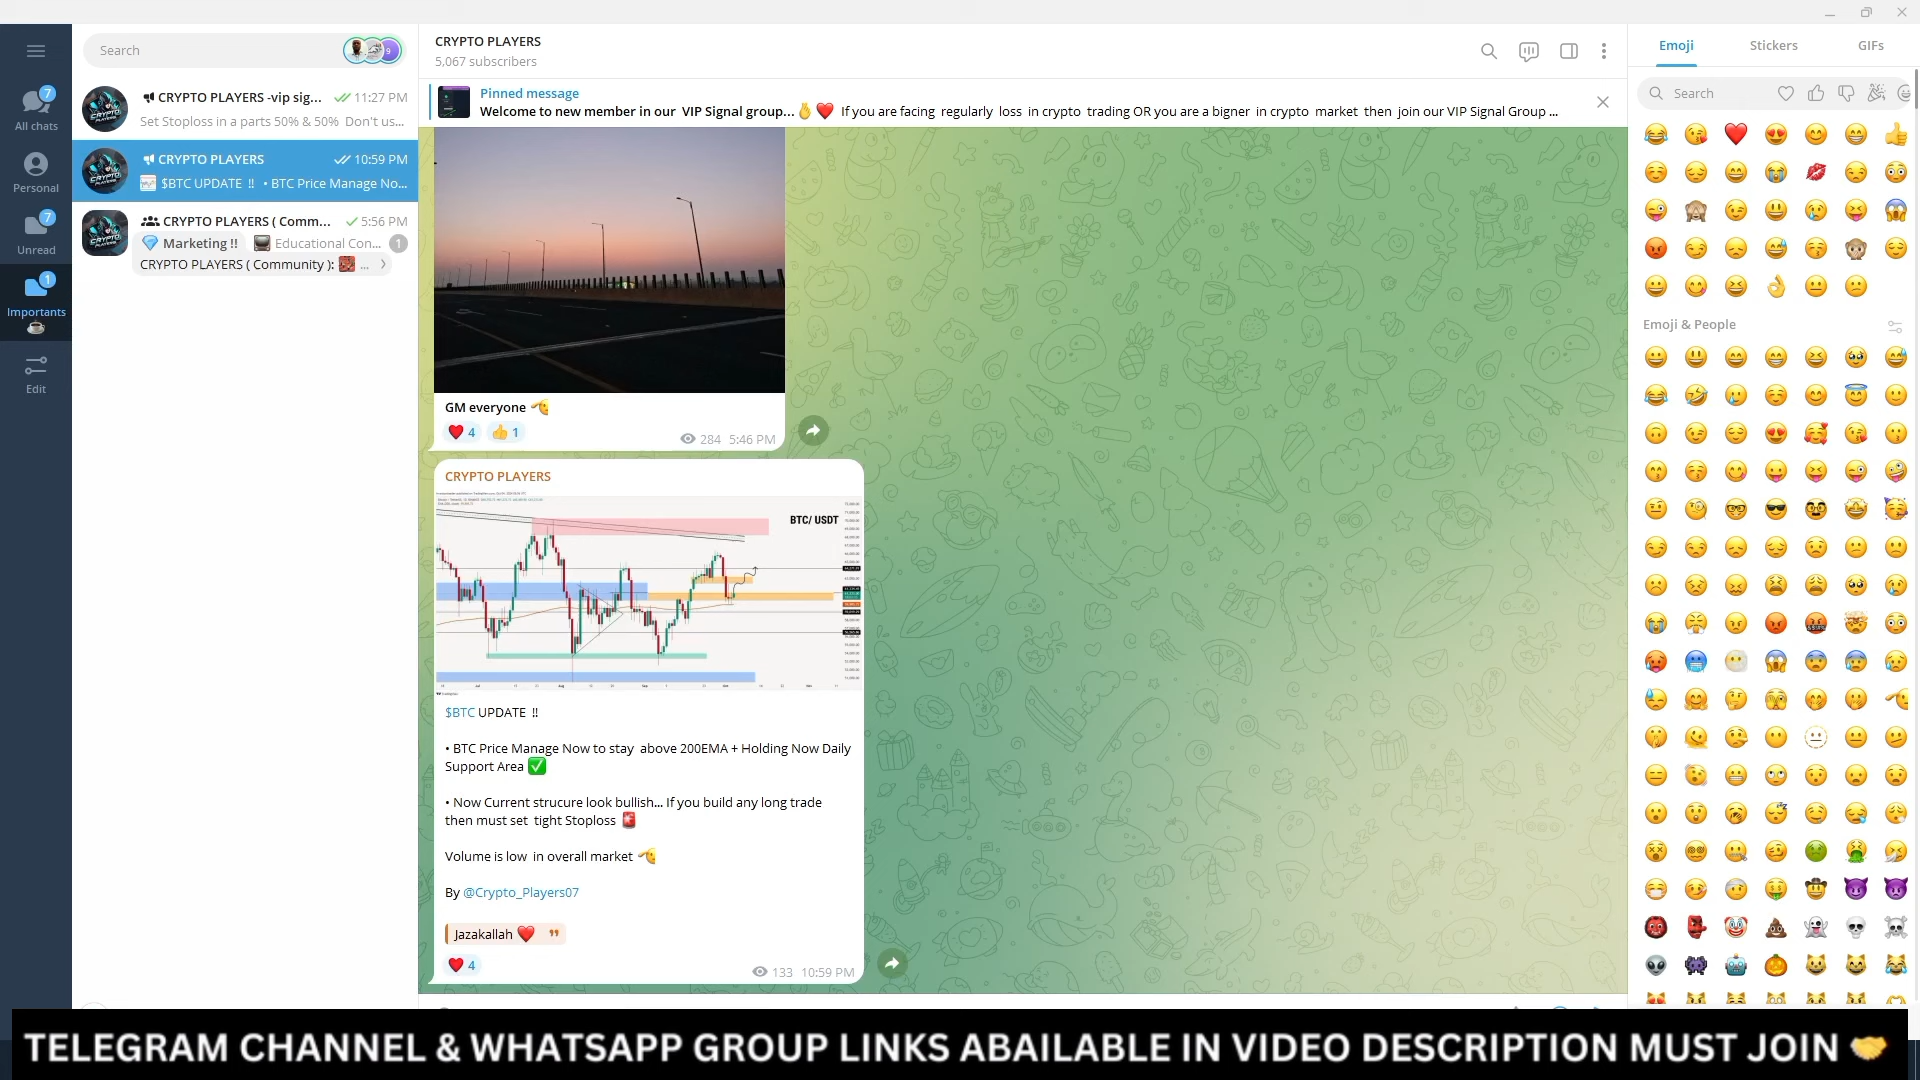 Search
9
CRYPTO PLAYERS
5,067 subscribers
Emoji
Stickers
GIFs
7
All chats
Personal
7
Unread
1
Importants
Edit
CRYPTO PLAYERS -vip sig...
11:27 PM
Set Stoploss in a parts 50% & 50% Don't us...
CRYPTO PLAYERS
10:59 PM
$BTC UPDATE ‼ • BTC Price Manage No...
CRYPTO PLAYERS ( Comm...
5:56 PM
Marketing !!
Educational Con...
1
CRYPTO PLAYERS ( Community ): ...
Pinned message
Welcome to new member in our VIP Signal group...🤞❤️ If you are facing regularly loss in crypto trading OR you are a bigner in crypto market then join our VIP Signal Group ...
GM everyone
❤️ 4 👍 1
284 5:46 PM
CRYPTO PLAYERS
BTC/ USDT
$BTC UPDATE ‼
• BTC Price Manage Now to stay above 200EMA + Holding Now Daily
Support Area ✅
• Now Current strucure look bullish... If you build any long trade
then must set tight Stoploss 🚨
Volume is low in overall market
By @Crypto_Players07
Jazakallah ❤️
❤️ 4
133 10:59 PM
Search
Emoji & People
TELEGRAM CHANNEL & WHATSAPP GROUP LINKS ABAILABLE IN VIDEO DESCRIPTION MUST JOIN 🤝